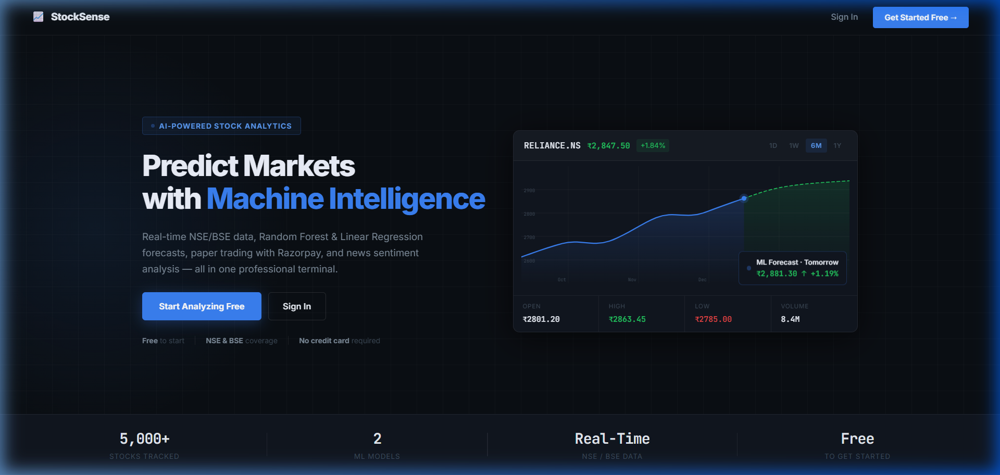 StockSense
Sign In
Get Started Free →
AI-POWERED STOCK ANALYTICS
Predict Markets
with Machine Intelligence
Real-time NSE/BSE data, Random Forest & Linear Regression
forecasts, paper trading with Razorpay, and news sentiment
analysis — all in one professional terminal.
Start Analyzing Free
Sign In
Free to start
NSE & BSE coverage
No credit card required
RELIANCE.NS ₹2,847.50 +1.84%
1D 1W 6M 1Y
2900
2800
2700
2600
Oct Nov Dec
ML Forecast · Tomorrow
₹2,881.30 ↑ +1.19%
OPEN
₹2801.20
HIGH
₹2863.45
LOW
₹2785.00
VOLUME
8.4M
5,000+
STOCKS TRACKED
2
ML MODELS
Real-Time
NSE / BSE DATA
Free
TO GET STARTED